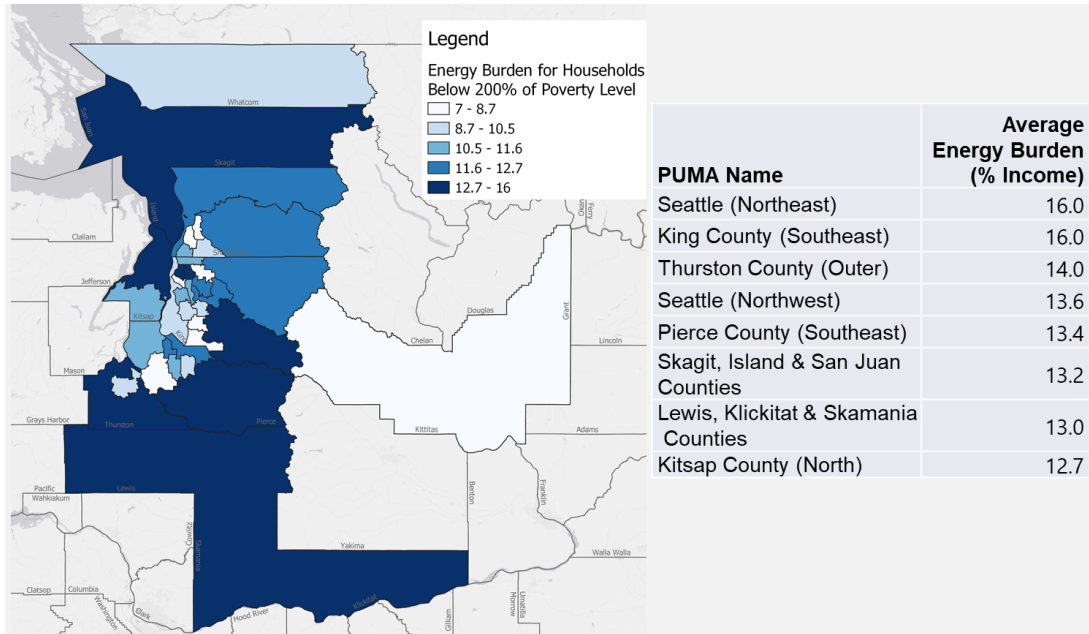 Legend
Energy Burden for Households
Below 200% of Poverty Level
7 - 8.7
8.7 - 10.5
10.5 - 11.6
11.6 - 12.7
12.7 - 16
Whatcom
San Juan
Skagit
Island
Clallam
Jefferson
Kitsap
Mason
Grays Harbor
Thurston
Pierce
Pacific
Wahkiakum
Lewis
Cowlitz
Skamania
Clatsop
Columbia
Washington
Clark
Hood River
Klickitat
Yakima
Benton
Franklin
Walla Walla
Gilliam
Morrow
Umatilla
Kittitas
Adams
Chelan
Douglas
Grant
Lincoln
Ferry
PUMA Name
Average
Energy Burden
(% Income)
Seattle (Northeast) 16.0
King County (Southeast) 16.0
Thurston County (Outer) 14.0
Seattle (Northwest) 13.6
Pierce County (Southeast) 13.4
Skagit, Island & San Juan
Counties 13.2
Lewis, Klickitat & Skamania
Counties 13.0
Kitsap County (North) 12.7